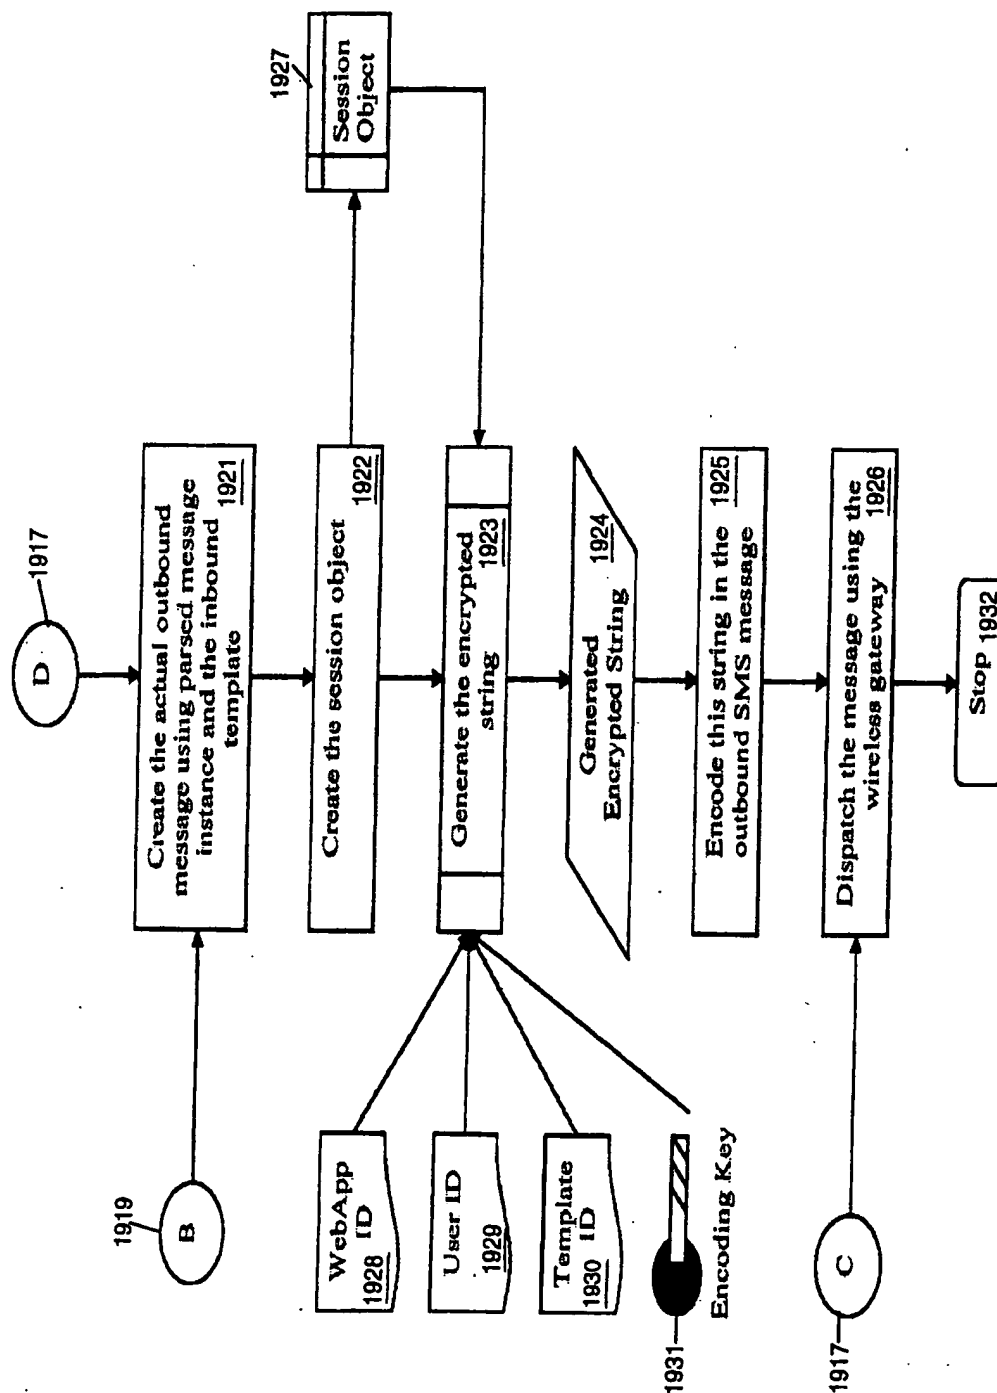 1917
D
1919
B
Create the actual outbound
message using parsed message
instance and the inbound 1921
template
Create the session object 1922
1927
Session
Object
Generate the encrypted
string 1923
WebApp
ID
1928
User ID
1929
Template
ID
1930
1931
Encoding Key
Generated
Encrypted String 1924
Encode this string in the 1925
outbound SMS message
1917
C
Dispatch the message using the
wireless gateway 1926
Stop 1932